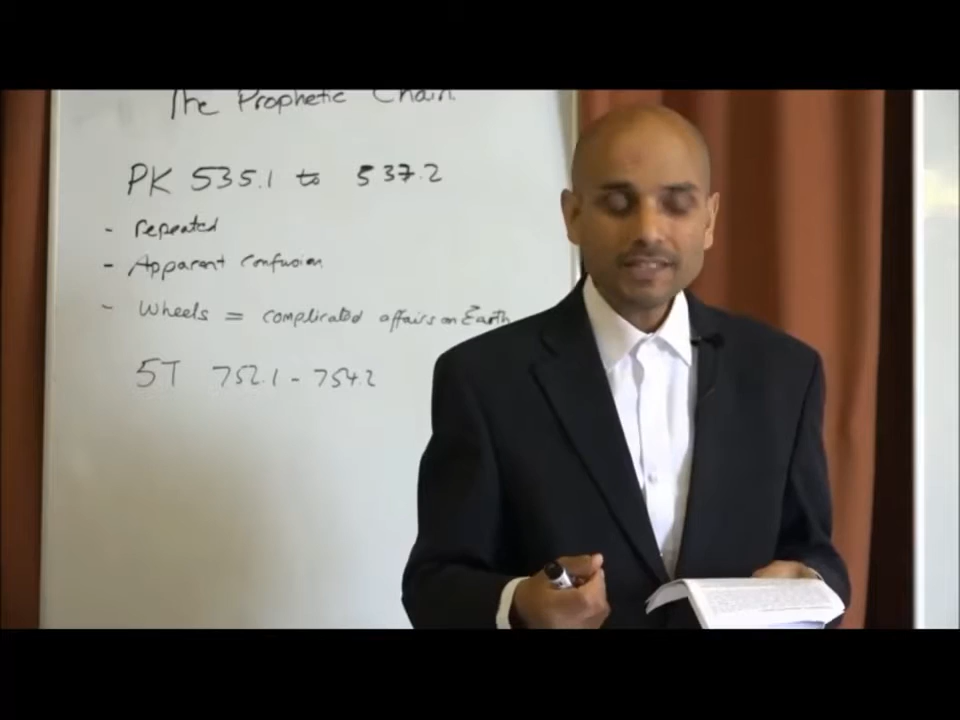 The Prophetic Chain
PK 535.1 to 537.2
- repeated
- Apparent confusion
- Wheels = complicated affairs on Earth
5T 752.1 - 754.2